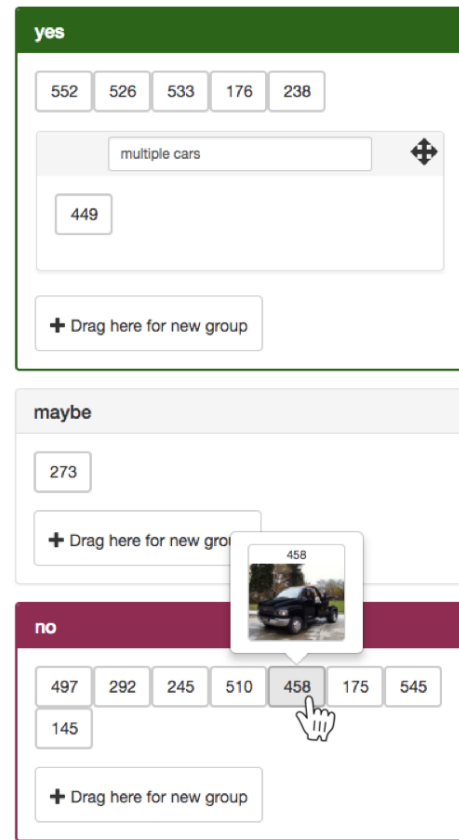 yes
552 526 533 176 238
multiple cars
449
+ Drag here for new group
maybe
273
+ Drag here for new
458
no
497 292 245 510 458 175 545
145
+ Drag here for new group